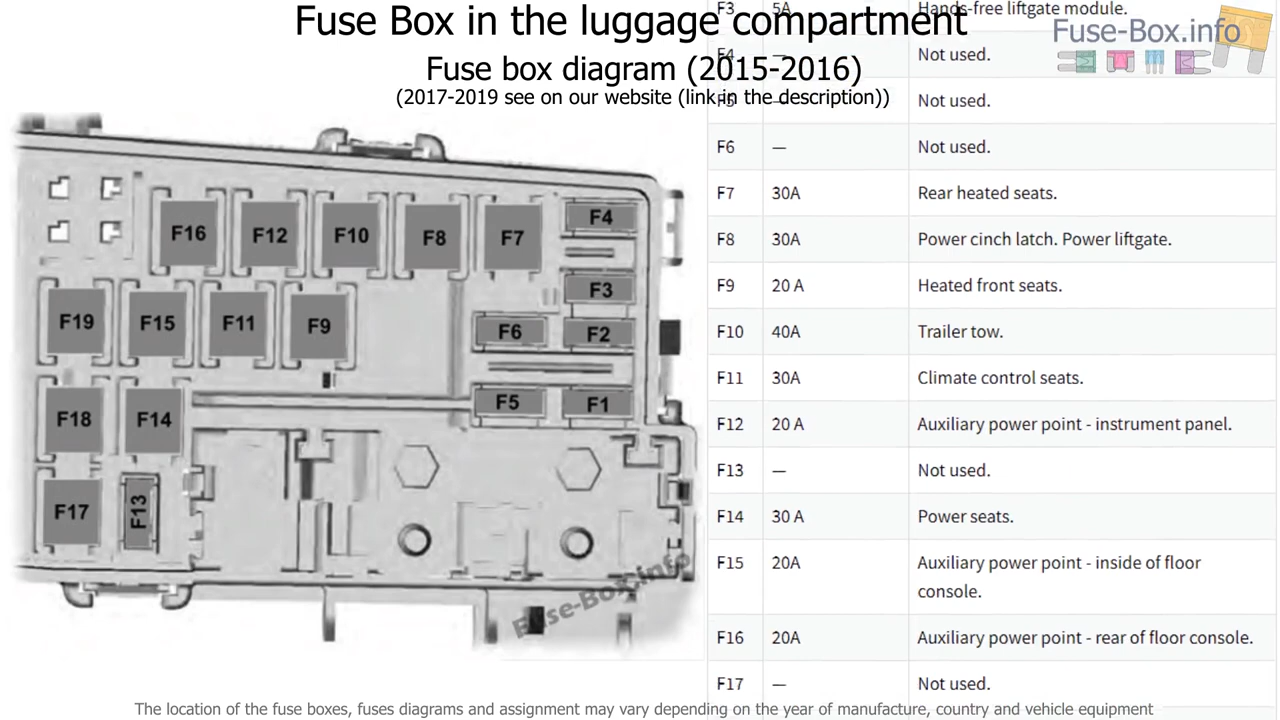 Fuse Box in the luggage compartment
Fuse box diagram (2015-2016)
(2017-2019 see on our website (link in the description))
Fuse-Box.info
F16 F12 F10 F8 F7 F4
F3
F19 F15 F11 F9 F6 F2
F18 F14 F5 F1
F17 F13
Fuse-Box.info
F3 5A Hands-free liftgate module.
F4 — Not used.
F5 — Not used.
F6 — Not used.
F7 30A Rear heated seats.
F8 30A Power cinch latch. Power liftgate.
F9 20 A Heated front seats.
F10 40A Trailer tow.
F11 30A Climate control seats.
F12 20 A Auxiliary power point - instrument panel.
F13 — Not used.
F14 30 A Power seats.
F15 20A Auxiliary power point - inside of floor
console.
F16 20A Auxiliary power point - rear of floor console.
F17 — Not used.
The location of the fuse boxes, fuses diagrams and assignment may vary depending on the year of manufacture, country and vehicle equipment